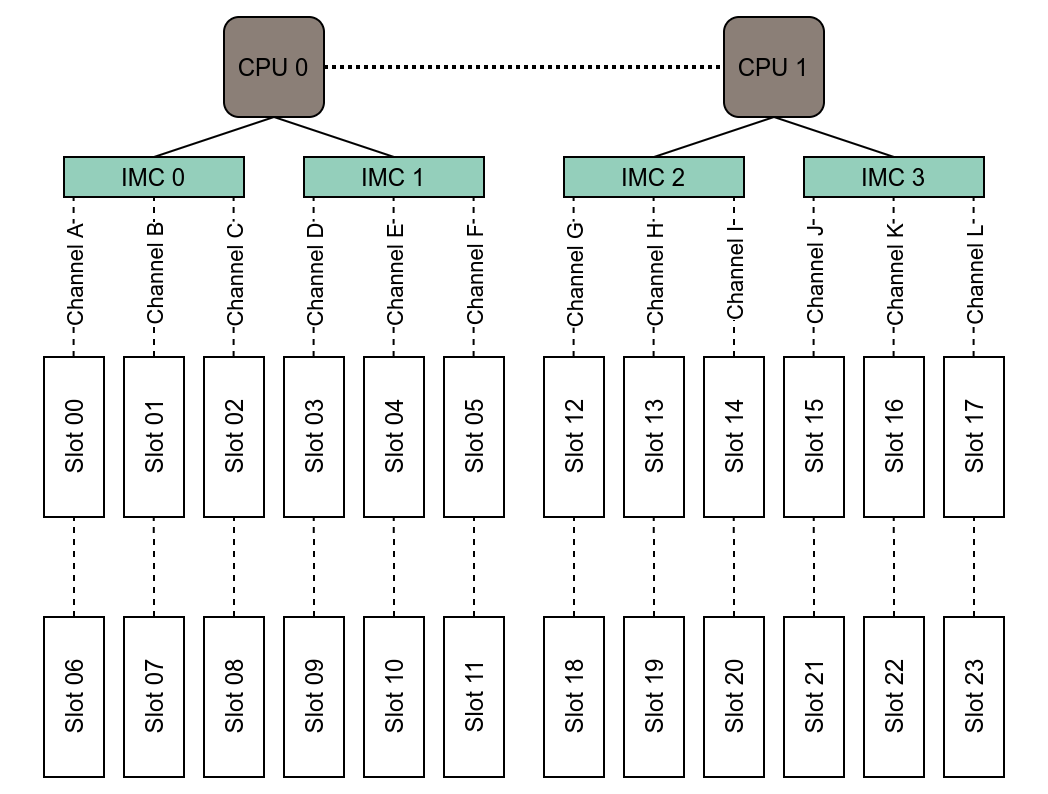 CPU 0
CPU 1
IMC 0
IMC 1
IMC 2
IMC 3
Channel A
Channel B
Channel C
Channel D
Channel E
Channel F
Channel G
Channel H
Channel I
Channel J
Channel K
Channel L
Slot 00
Slot 01
Slot 02
Slot 03
Slot 04
Slot 05
Slot 12
Slot 13
Slot 14
Slot 15
Slot 16
Slot 17
Slot 06
Slot 07
Slot 08
Slot 09
Slot 10
Slot 11
Slot 18
Slot 19
Slot 20
Slot 21
Slot 22
Slot 23